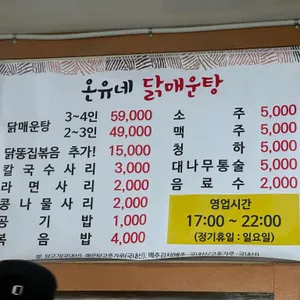 온유네 닭매운탕
닭매운탕 3~4인 59,000
2~3인 49,000
닭똥집볶음 추가! 15,000
칼국수사리 3,000
라면사리 2,000
콩나물사리 2,000
공기밥 1,000
볶음밥 4,000
소주 5,000
맥주 5,000
청하 5,000
대나무통술 5,000
음료수 2,000
영업시간
17:00 ~ 22:00
(정기휴일 : 일요일)